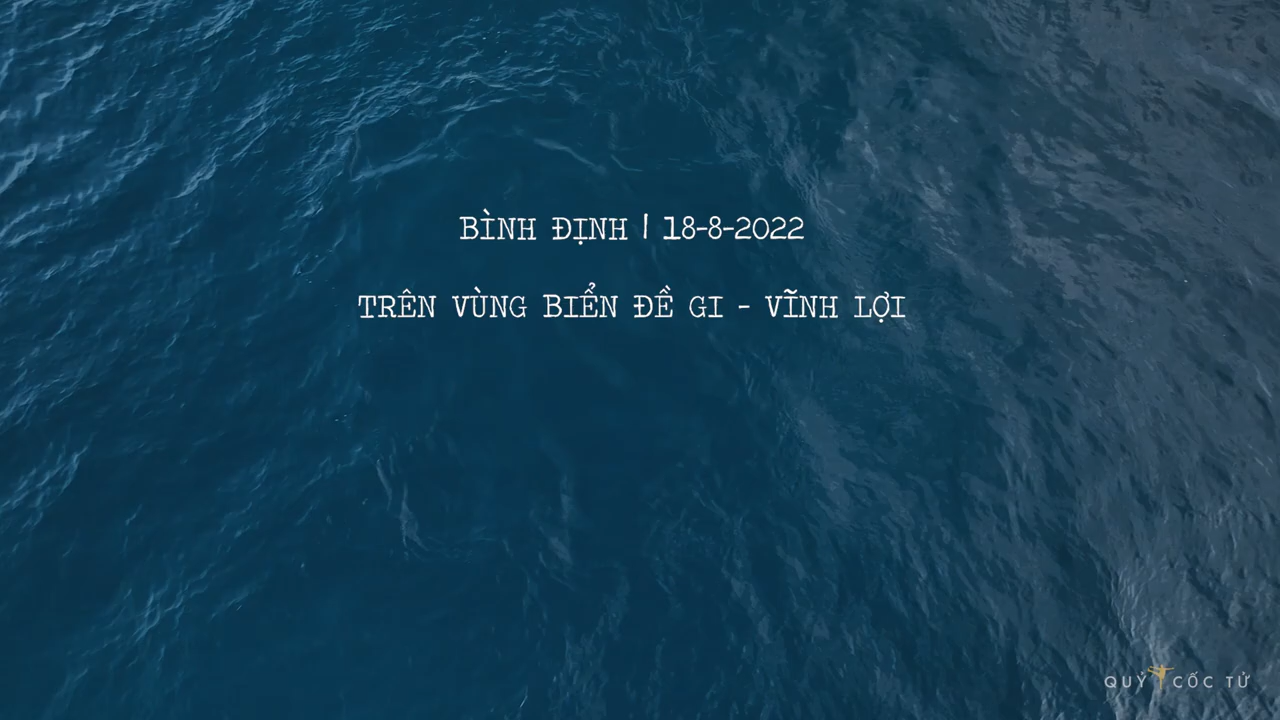 BÌNH ĐỊNH | 18-8-2022
TRÊN VÙNG BIỂN ĐỀ GI - VĨNH LỢI
QUỶ CỐC TỬ